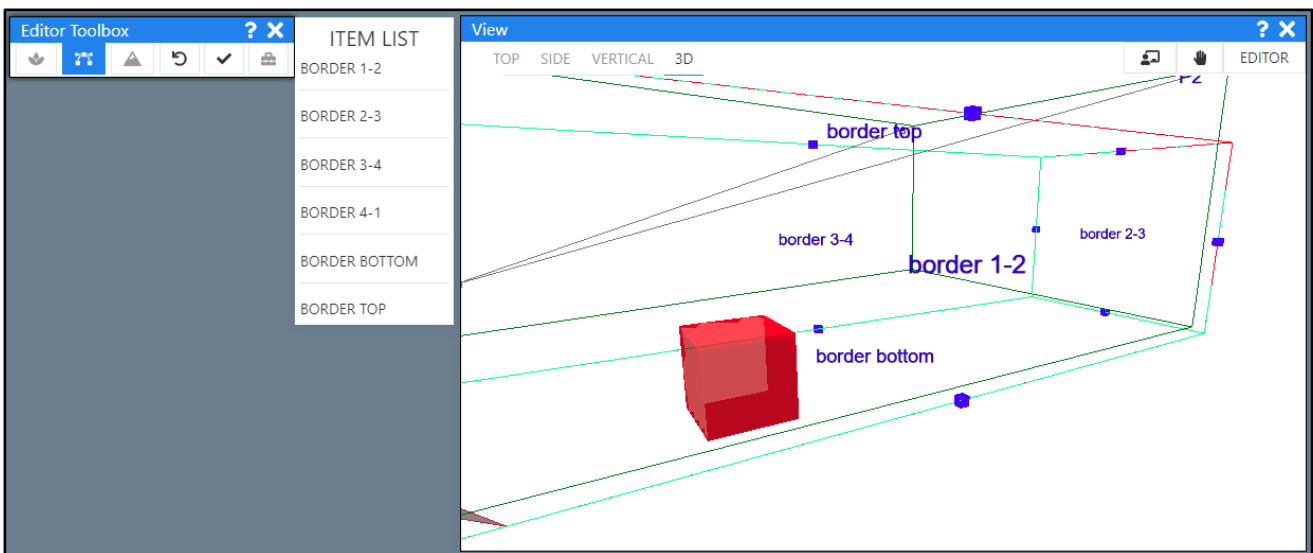 Editor Toolbox
?
ITEM LIST
BORDER 1-2
BORDER 2-3
BORDER 3-4
BORDER 4-1
BORDER BOTTOM
BORDER TOP
View
?
TOP SIDE VERTICAL 3D
EDITOR
border top
border 3-4
border 2-3
border 1-2
border bottom